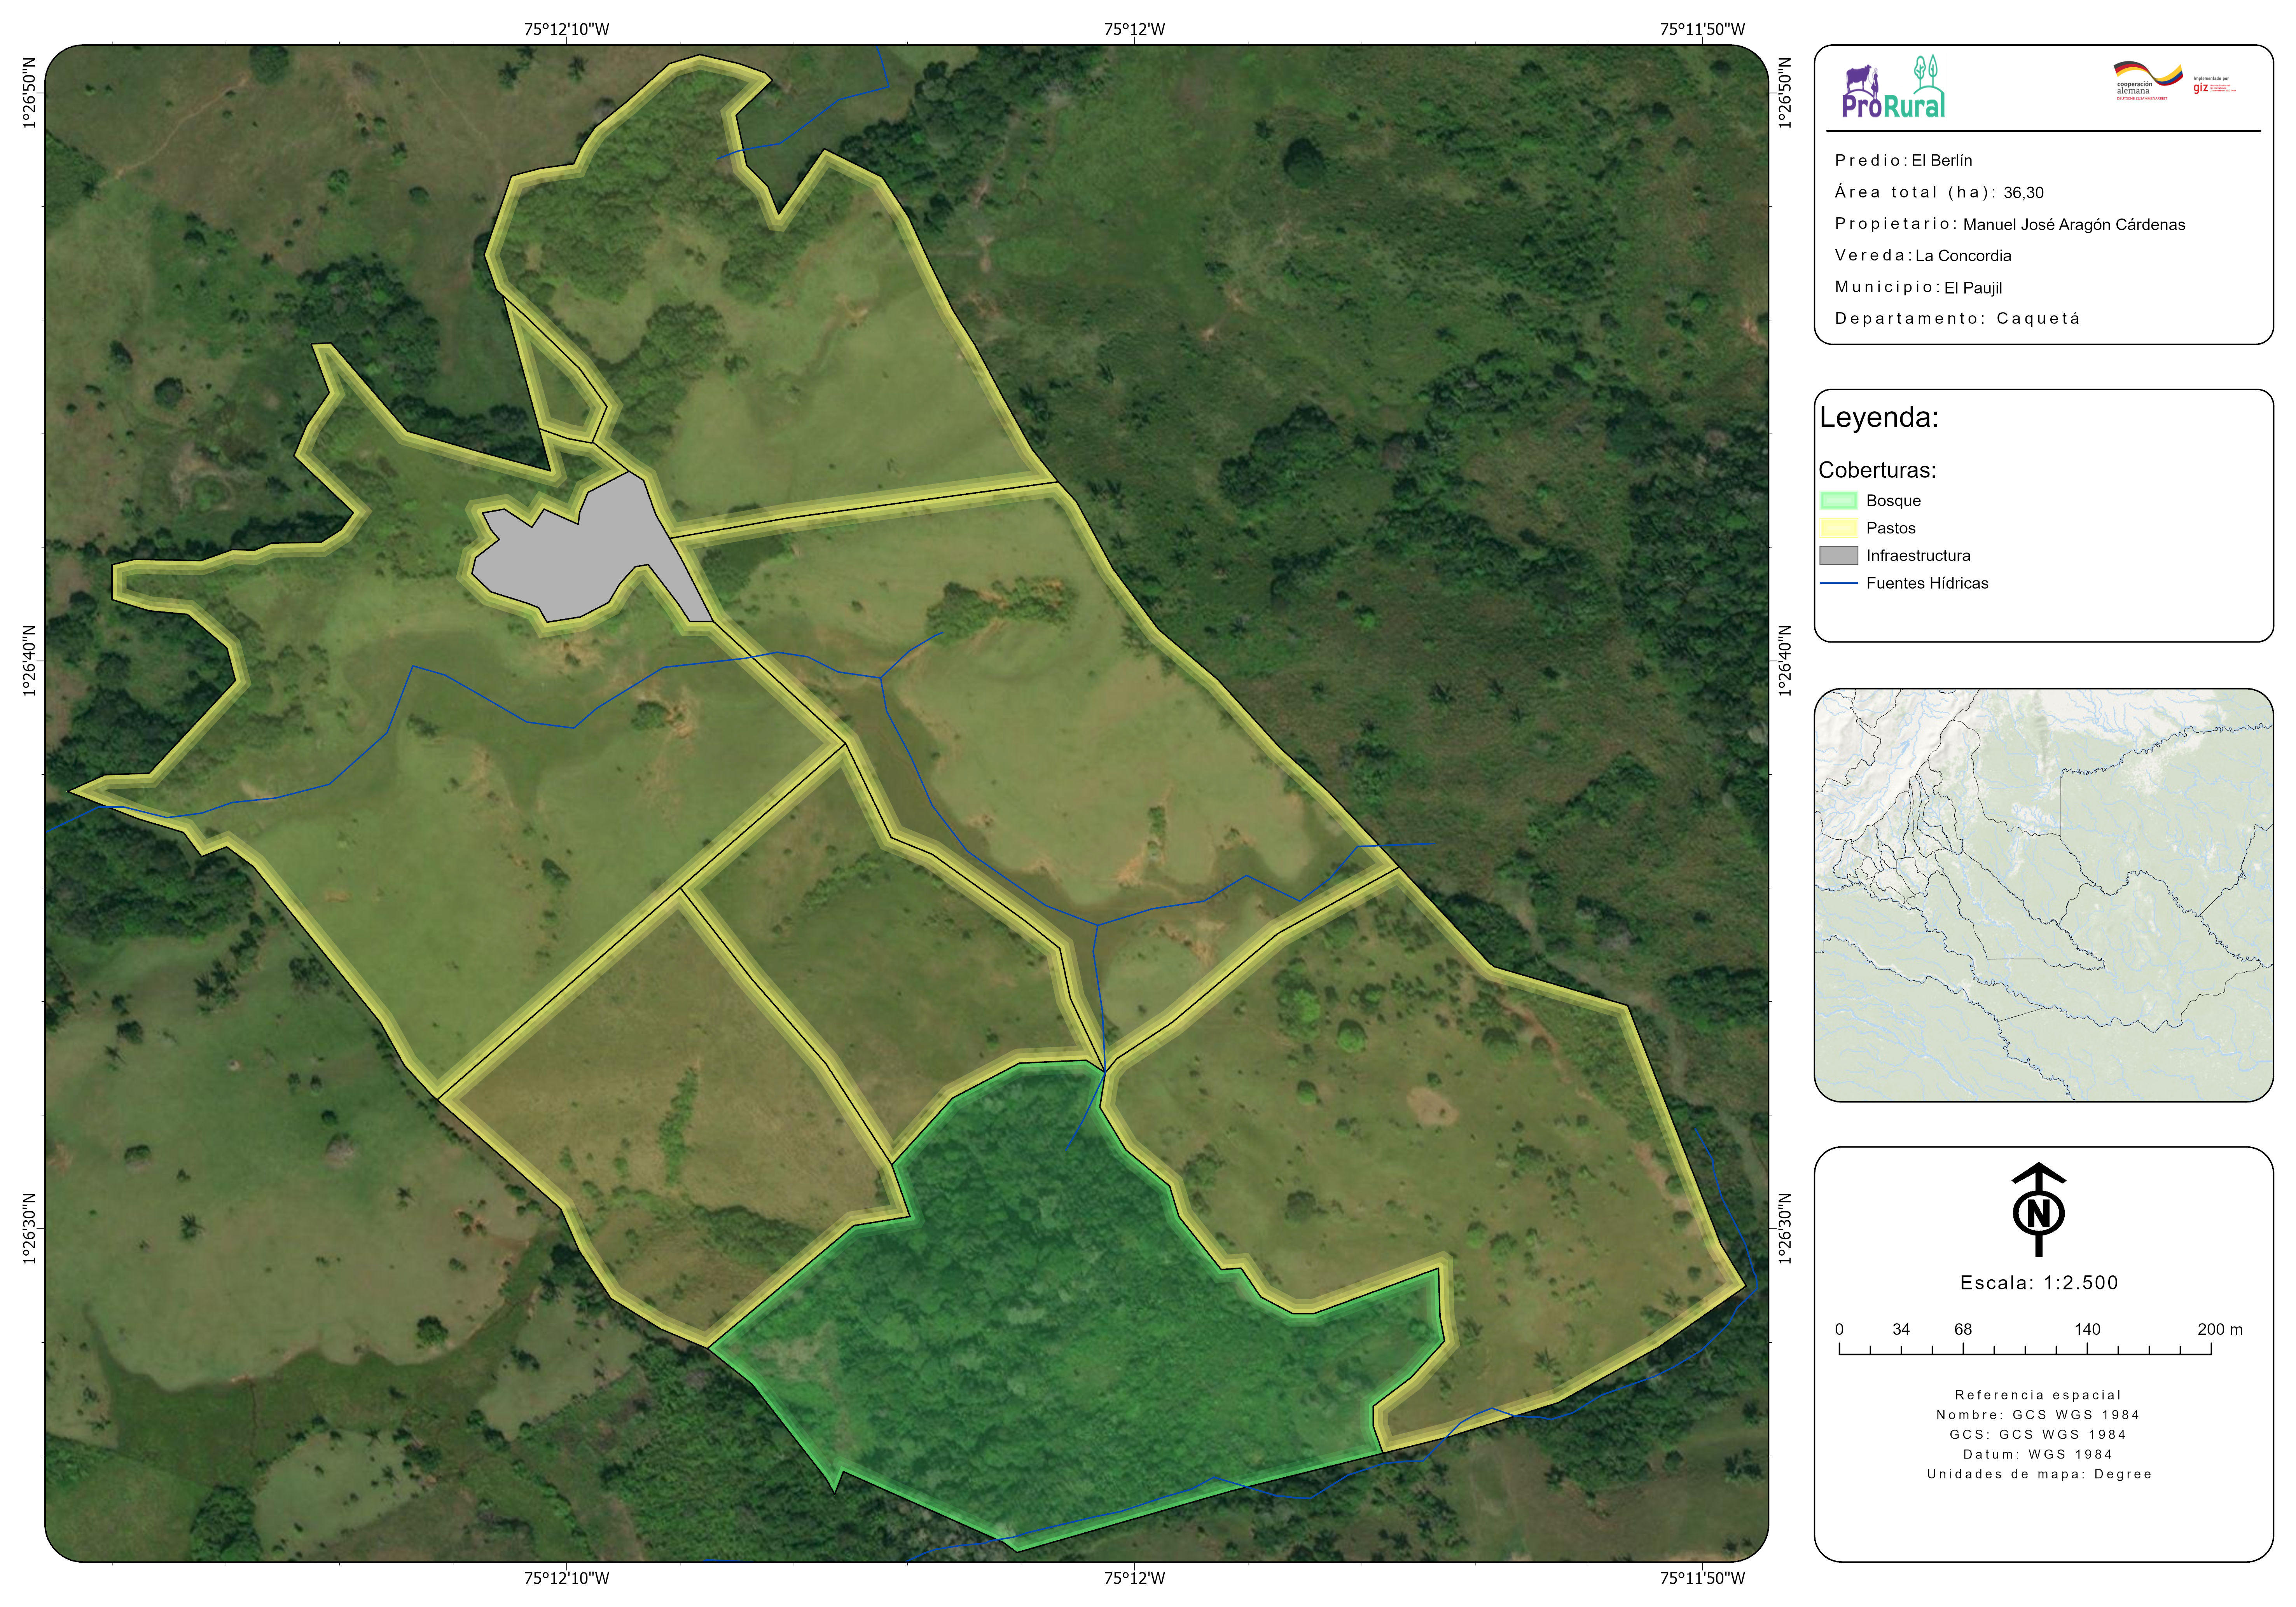 75°12'10"W
75°12'W
75°11'50"W
1°26'50"N
1°26'50"N
1°26'40"N
1°26'40"N
1°26'30"N
1°26'30"N
75°12'10"W
75°12'W
75°11'50"W
ProRural
cooperación
alemana
DEUTSCHE ZUSAMMENARBEIT
Implementada por
giz
Predio: El Berlín
Área total (ha): 36,30
Propietario: Manuel José Aragón Cárdenas
Vereda: La Concordia
Municipio: El Paujil
Departamento: Caquetá
Leyenda:
Coberturas:
Bosque
Pastos
Infraestructura
Fuentes Hídricas
N
Escala: 1:2.500
0 34 68 140 200 m
Referencia espacial
Nombre: GCS WGS 1984
GCS: GCS WGS 1984
Datum: WGS 1984
Unidades de mapa: Degree